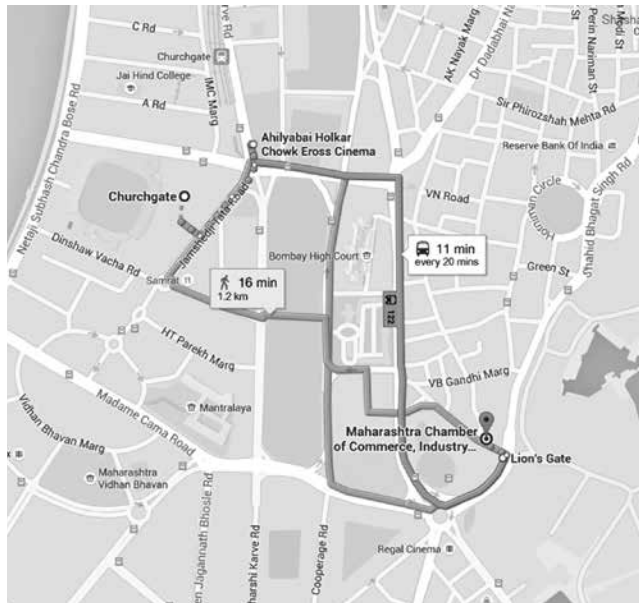 C Rd
Churchgate
Jai Hind College
IMC Marg
A Rd
Karve Rd
AK Nayak Marg
Perin Nariman St
Modi St
Sir Phirozshah Mehta Rd
Reserve Bank Of India
Ahilyabai Holkar
Chowk Eross Cinema
Netaji Subhash Chandra Bose Rd
Churchgate
Jamshedji Tata Road
VN Road
Horniman Circle
Shahid Bhagat Singh Rd
Dinshaw Vacha Rd
Bombay High Court
11 min
every 20 mins
Green St
Samrat
16 min
1.2 km
122
HT Parekh Marg
VB Gandhi Marg
Madame Cama Road
Mantralaya
Maharashtra Chamber
of Commerce, Industry...
Lion's Gate
Vidhan Bhavan Marg
Maharashtra
Vidhan Bhavan
en Jagannath Bhosle Rd
harshi Karve Rd
Cooperage Rd
Regal Cinema